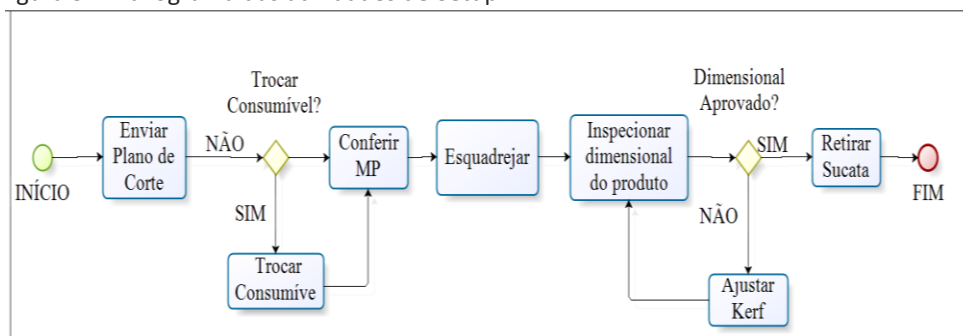 Trocar
Consumível?
Dimensional
Aprovado?
INÍCIO
Enviar
Plano de
Corte
NÃO
SIM
Trocar
Consumíve
Conferir
MP
Esquadrejar
Inspecionar
dimensional
do produto
SIM
NÃO
Ajustar
Kerf
Retirar
Sucata
FIM